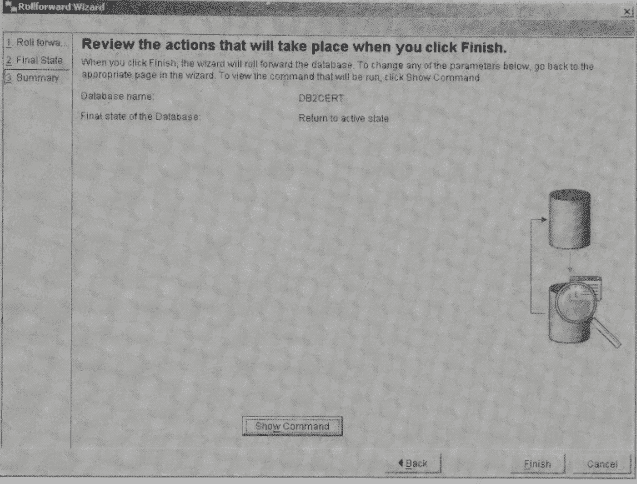 Rollforward Wizard
1. Roll forwa...
2. Final State
3. Summary
Review the actions that will take place when you click Finish.
When you click Finish, the wizard will roll forward the database. To change any of the parameters below, go back to the
appropriate page in the wizard. To view the command that will be run, click Show Command.
Database name: DB2CERT
Final state of the Database: Return to active state
Show Command
Back Finish Cancel